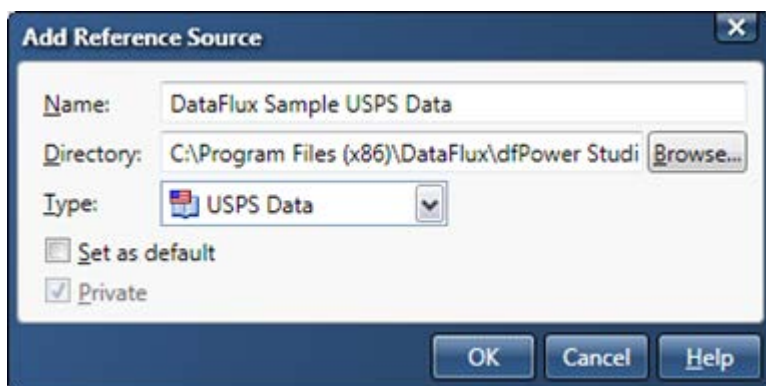 Add Reference Source
Name: DataFlux Sample USPS Data
Directory: C:\Program Files (x86)\DataFlux\dfPower Studi Browse...
Type: USPS Data
Set as default
Private
OK Cancel Help